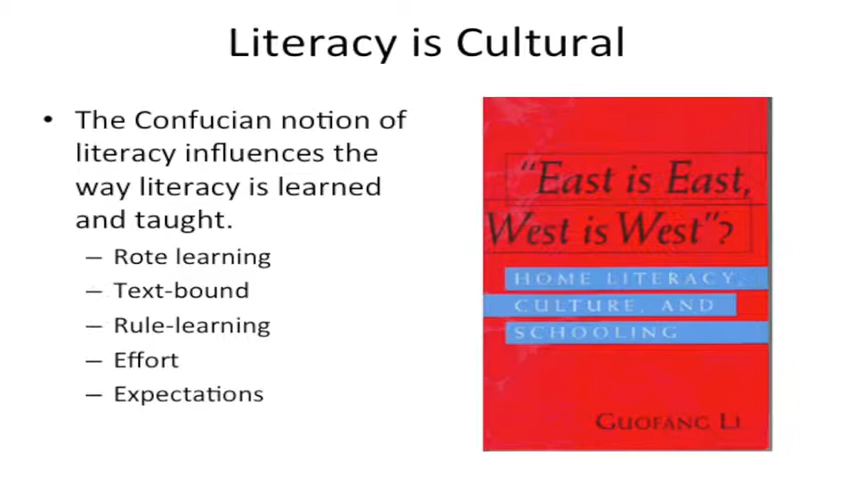 Literacy is Cultural
• The Confucian notion of
literacy influences the
way literacy is learned
and taught.
– Rote learning
– Text-bound
– Rule-learning
– Effort
– Expectations
"East is East,
West is West"?
HOME LITERACY,
CULTURE, AND
SCHOOLING
GUOFANG LI